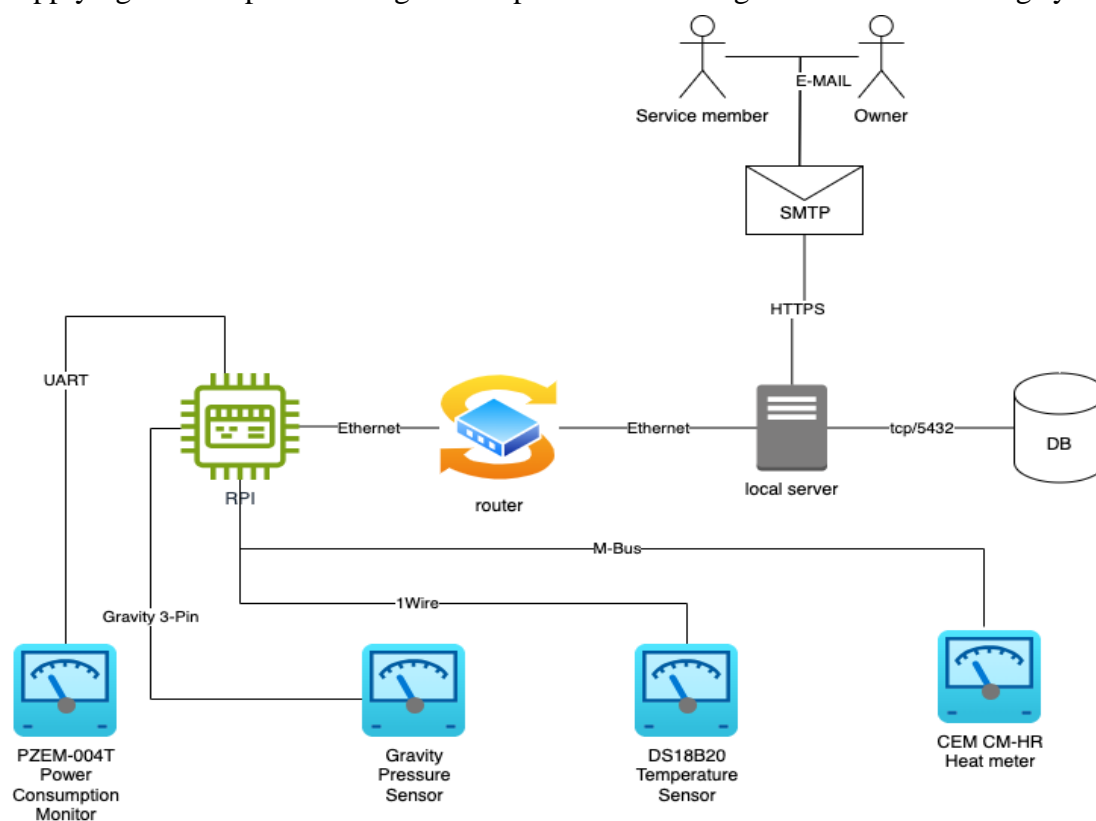 E-MAIL
Service member
Owner
SMTP
HTTPS
UART
Ethernet
Ethernet
tcp/5432
DB
RPI
router
local server
M-Bus
1Wire
Gravity 3-Pin
PZEM-004T
Power
Consumption
Monitor
Gravity
Pressure
Sensor
DS18B20
Temperature
Sensor
CEM CM-HR
Heat meter